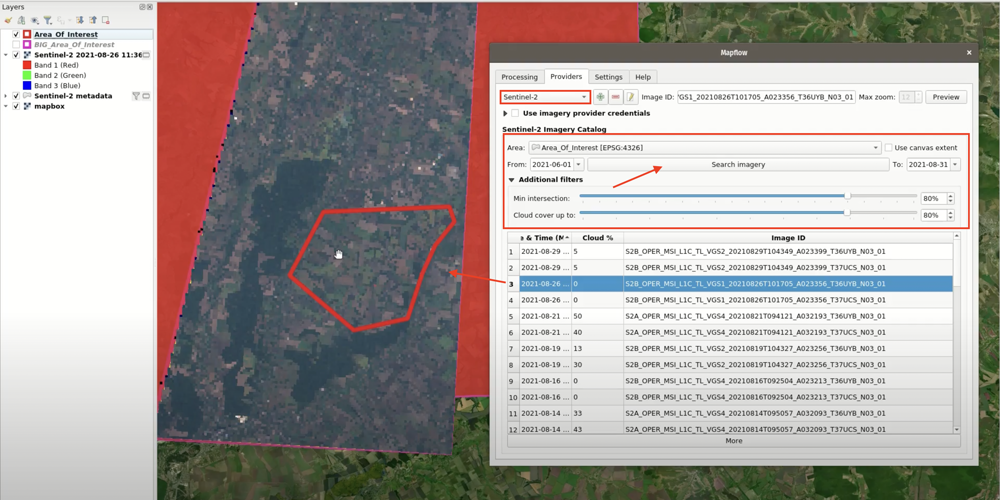 Layers
Area_Of_Interest
BIG_Area_Of_Interest
Sentinel-2 2021-08-26 11:36
Band 1 (Red)
Band 2 (Green)
Band 3 (Blue)
Sentinel-2 metadata
mapbox
Mapflow
Processing Providers Settings Help
Sentinel-2 Image ID: 'GS1_20210826T101705_A023356_T36UYB_N03_01 Max zoom: Preview
Use imagery provider credentials
Sentinel-2 Imagery Catalog
Area: Area_Of_Interest [EPSG:4326] Use canvas extent
From: 2021-06-01 Search imagery To: 2021-08-31
Additional filters
Min intersection: 80%
Cloud cover up to: 80%
e & Time (M Cloud % Image ID
1 2021-08-29 ... 5 S2B_OPER_MSI_L1C_TL_VGS2_20210829T104349_A023399_T36UYB_N03_01
2 2021-08-29 ... 5 S2B_OPER_MSI_L1C_TL_VGS2_20210829T104349_A023399_T37UCS_N03_01
3 2021-08-26 ... 0 S2B_OPER_MSI_L1C_TL_VGS1_20210826T101705_A023356_T36UYB_N03_01
4 2021-08-26 ... 0 S2B_OPER_MSI_L1C_TL_VGS1_20210826T101705_A023356_T37UCS_N03_01
5 2021-08-21 ... 50 S2A_OPER_MSI_L1C_TL_VGS4_20210821T094121_A032193_T37UCS_N03_01
6 2021-08-21 ... 40 S2A_OPER_MSI_L1C_TL_VGS4_20210821T094121_A032193_T36UYB_N03_01
7 2021-08-19 ... 13 S2B_OPER_MSI_L1C_TL_VGS4_20210819T104327_A023256_T36UYB_N03_01
8 2021-08-19 ... 30 S2B_OPER_MSI_L1C_TL_VGS4_20210819T104327_A023256_T37UCS_N03_01
9 2021-08-16 ... 0 S2B_OPER_MSI_L1C_TL_VGS4_20210816T092504_A023213_T36UYB_N03_01
10 2021-08-16 ... 0 S2B_OPER_MSI_L1C_TL_VGS4_20210816T092504_A023213_T37UCS_N03_01
11 2021-08-14 ... 33 S2A_OPER_MSI_L1C_TL_VGS4_20210814T095057_A032093_T36UYB_N03_01
12 2021-08-14 ... 43 S2A_OPER_MSI_L1C_TL_VGS4_20210814T095057_A032093_T37UCS_N03_01
More